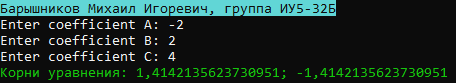 Барышников Михаил Игоревич, группа ИУ5-32Б
Enter coefficient A: -2
Enter coefficient B: 2
Enter coefficient C: 4
Корни уравнения: 1,4142135623730951; -1,4142135623730951